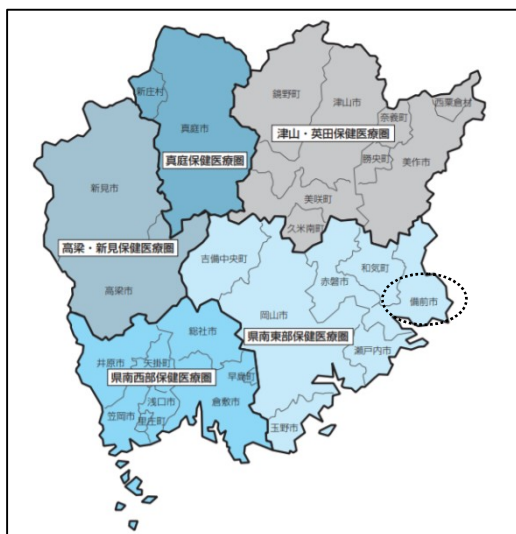 新庄村
鏡野町
津山市
奈義町
西粟倉村
真庭市
津山・英田保健医療圏
真庭保健医療圏
勝央町
美作市
新見市
美咲町
久米南町
高梁・新見保健医療圏
吉備中央町
和気町
赤磐市
高梁市
備前市
岡山市
総社市
県南東部保健医療圏
瀬戸内市
井原市
矢掛町
県南西部保健医療圏
早島町
浅口市
倉敷市
笠岡市
里庄町
玉野市